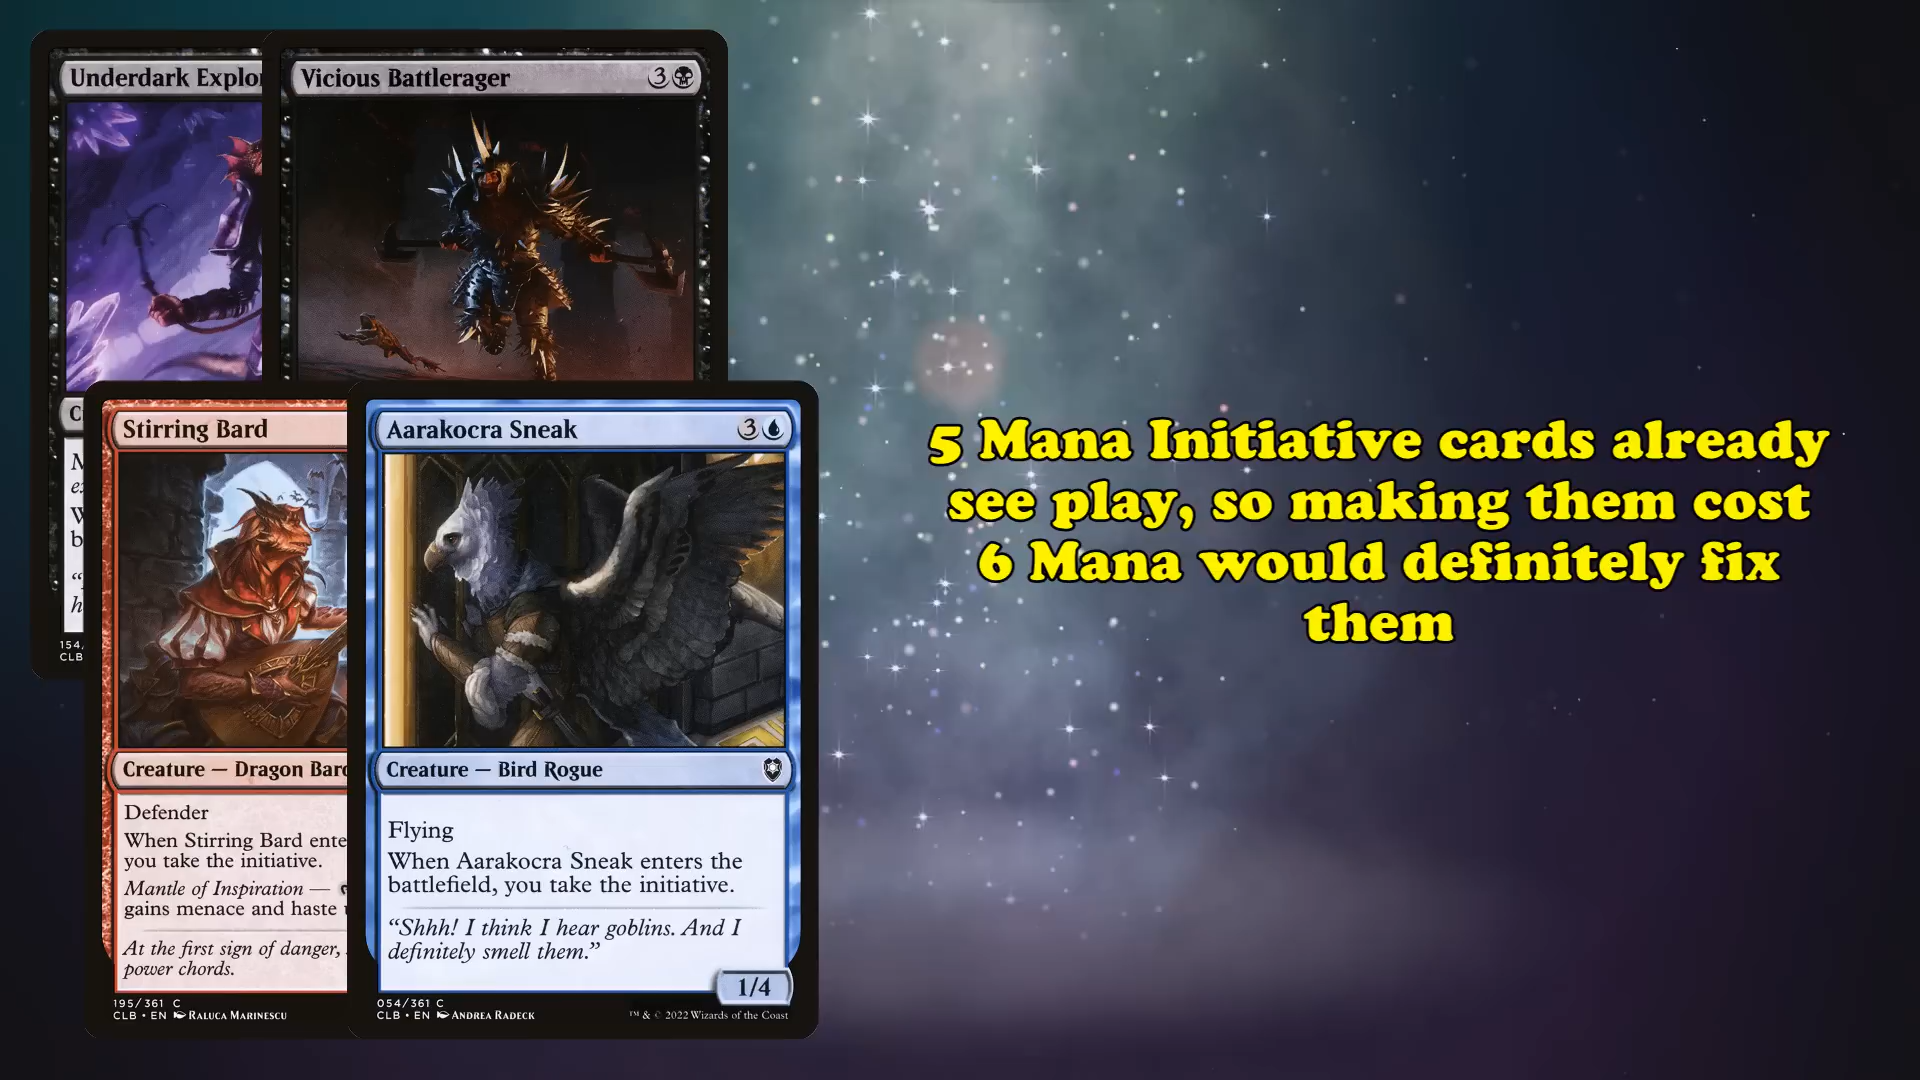 Underdark Explo
Vicious Battlerager
3
Stirring Bard
Aarakocra Sneak
3
Creature — Dragon Bard
Defender
When Stirring Bard ente
you take the initiative.
Mantle of Inspiration —
gains menace and haste
At the first sign of danger,
power chords.
195/361 C
CLB • EN RALUCA MARINESCU
Creature — Bird Rogue
Flying
When Aarakocra Sneak enters the
battlefield, you take the initiative.
“Shhh! I think I hear goblins. And I
definitely smell them.”
1/4
054/361 C
CLB • EN ANDREA RADECK
™ & © 2022 Wizards of the Coast
154/
CLB
5 Mana Initiative cards already
see play, so making them cost
6 Mana would definitely fix
them